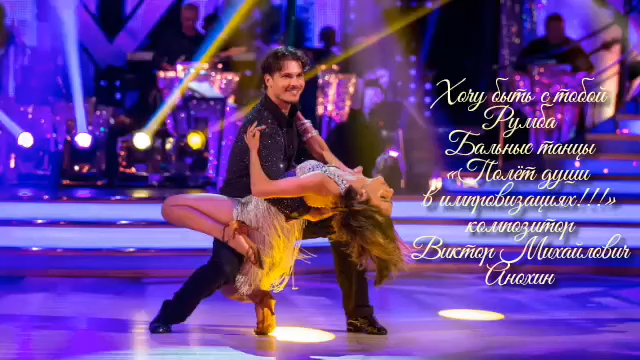 Хочу быть с тобой
Румба
Бальные танцы
«Полёт души
в импровизациях!!!»
композитор
Виктор Михайлович
Анохин